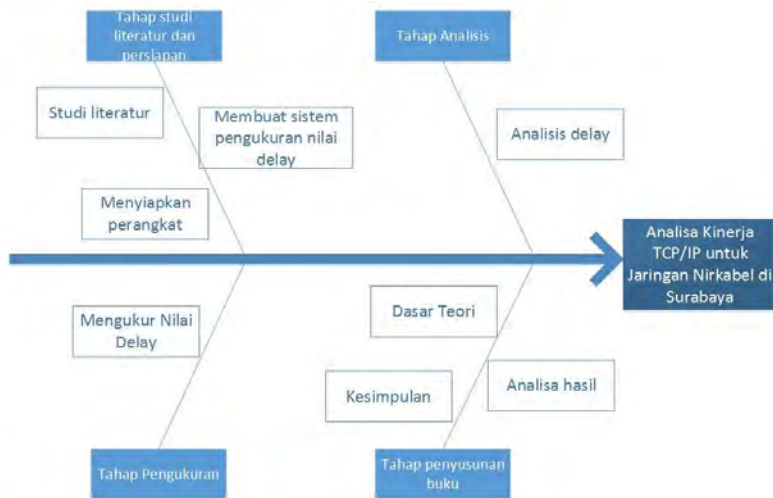 Tahap studi
literatur dan
persiapan
Tahap Analisis
Studi literatur
Membuat sistem
pengukuran nilai
delay
Analisis delay
Menyiapkan
perangkat
Analisa Kinerja
TCP/IP untuk
Jaringan Nirkabel di
Surabaya
Mengukur Nilai
Delay
Dasar Teori
Kesimpulan
Analisa hasil
Tahap Pengukuran
Tahap penyusunan
buku